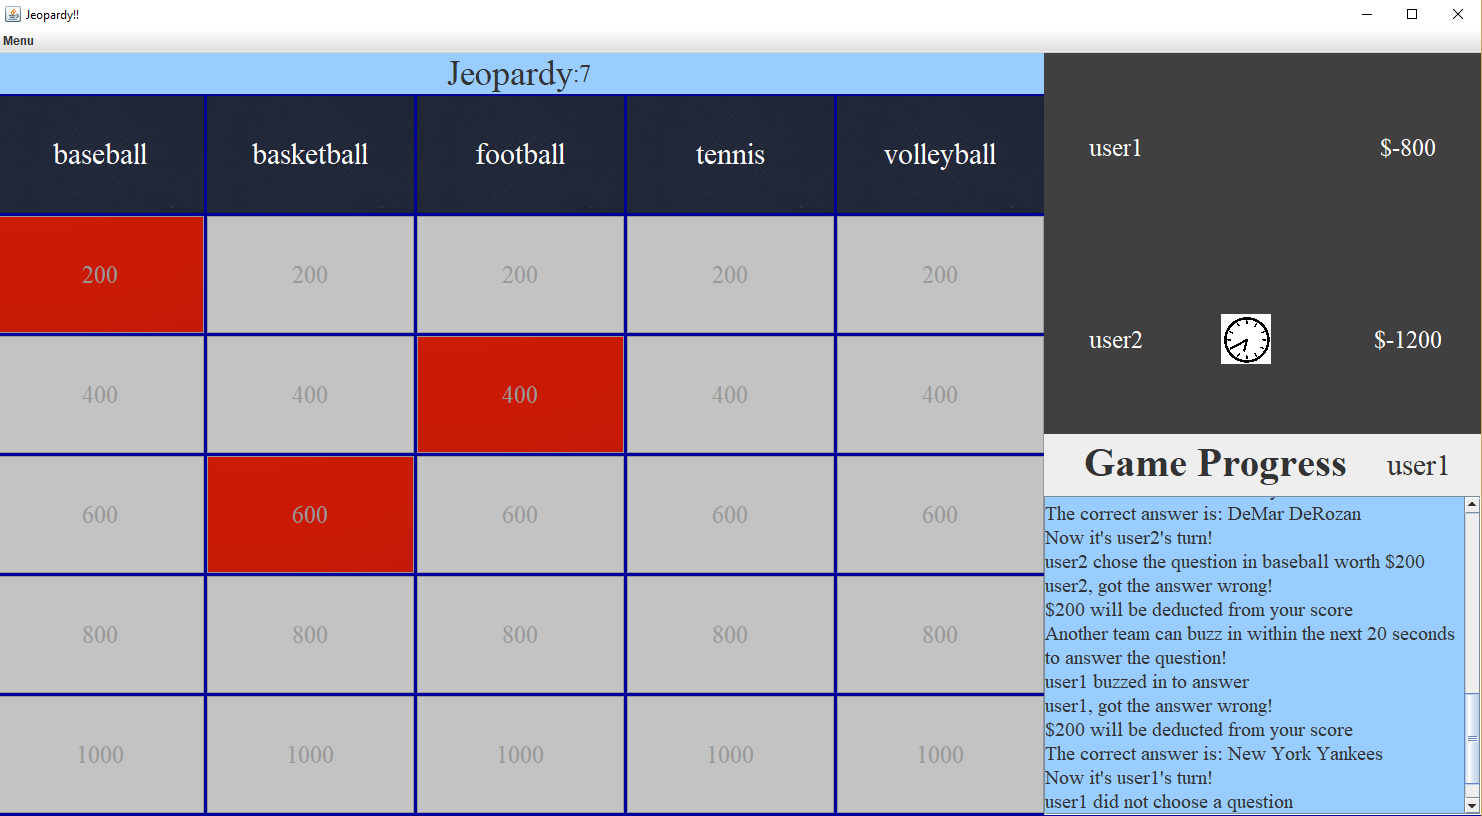 Jeopardy!!
Menu
Jeopardy:7
baseball basketball football tennis volleyball
200 200 200 200 200
400 400 400 400 400
600 600 600 600 600
800 800 800 800 800
1000 1000 1000 1000 1000
user1 $-800
user2 $-1200
Game Progress user1
The correct answer is: DeMar DeRozan
Now it's user2's turn!
user2 chose the question in baseball worth $200
user2, got the answer wrong!
$200 will be deducted from your score
Another team can buzz in within the next 20 seconds
to answer the question!
user1 buzzed in to answer
user1, got the answer wrong!
$200 will be deducted from your score
The correct answer is: New York Yankees
Now it's user1's turn!
user1 did not choose a question